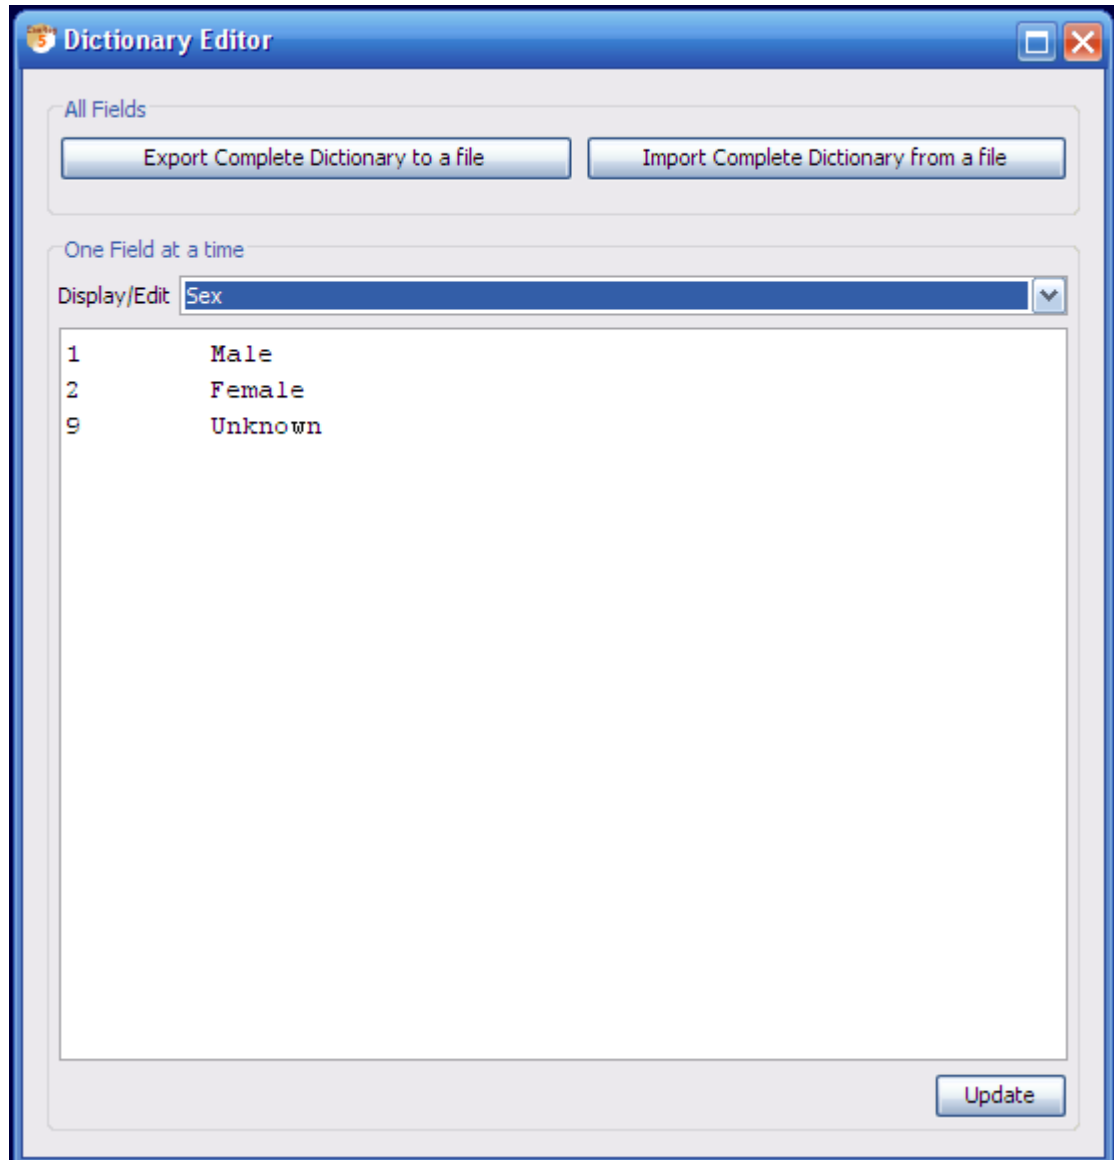 Dictionary Editor
All Fields
Export Complete Dictionary to a file
Import Complete Dictionary from a file
One Field at a time
Display/Edit Sex
1 Male
2 Female
9 Unknown
Update